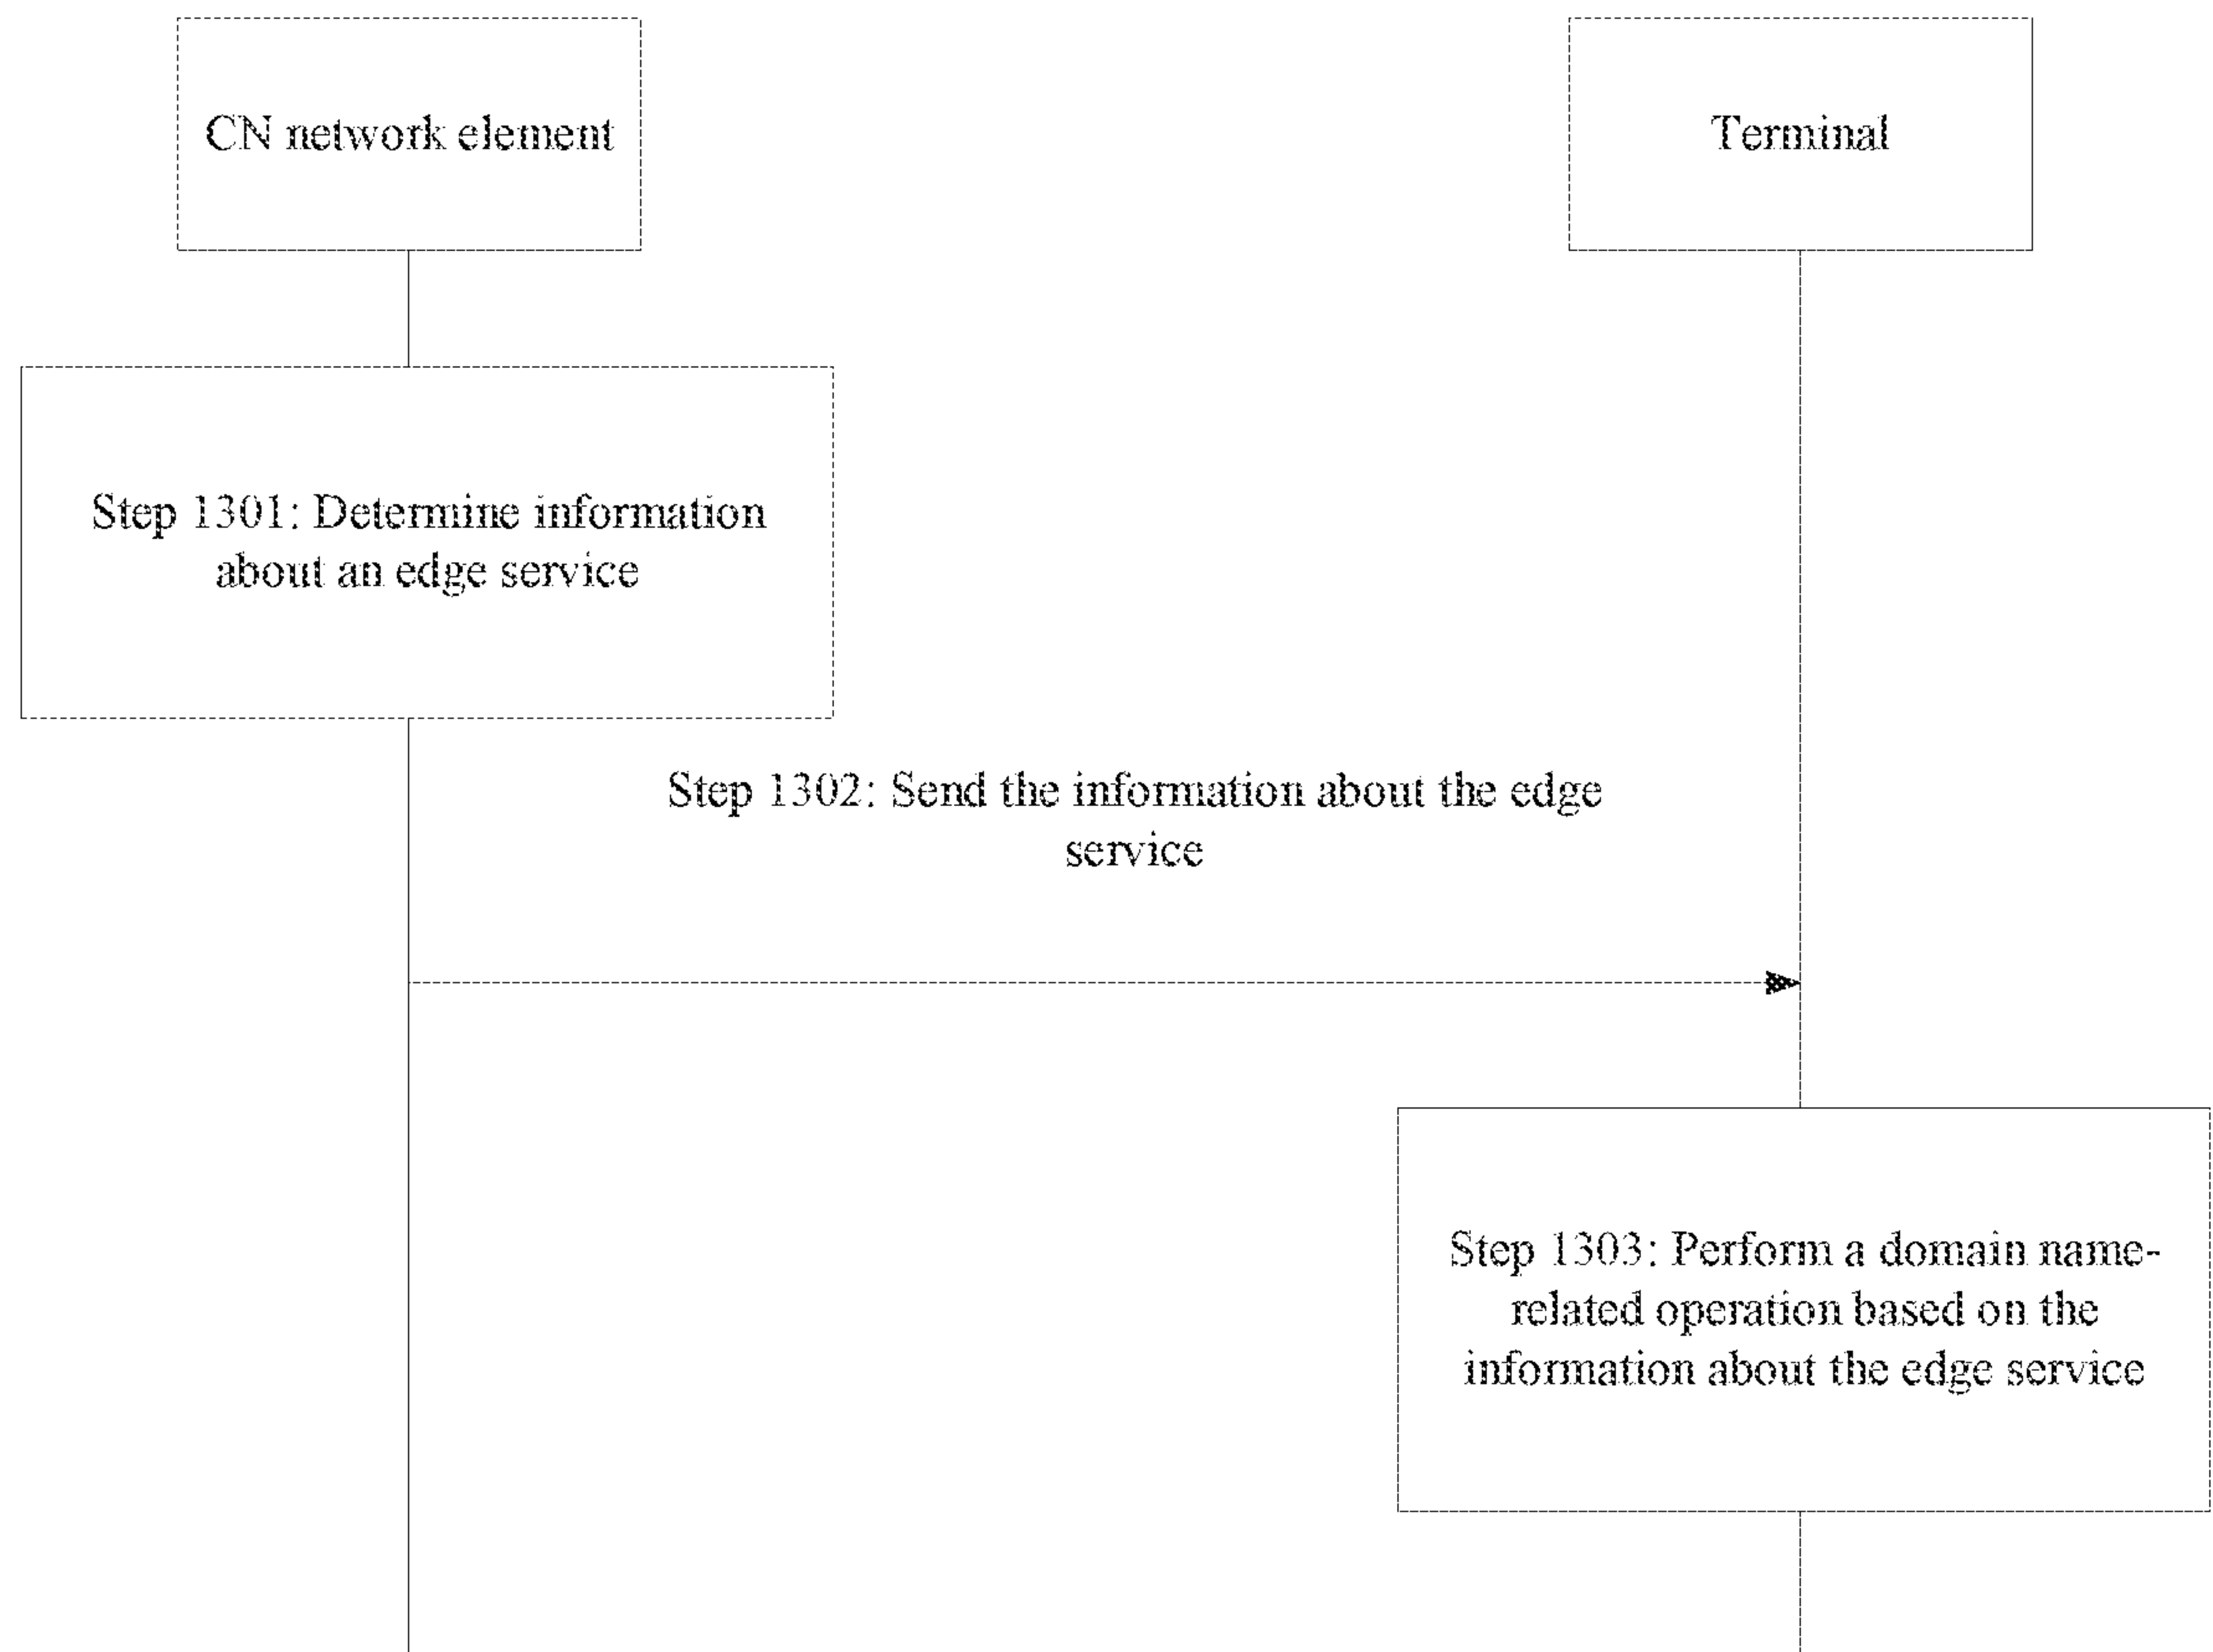 CN network element
Terminal
Step 1301: Determine information
about an edge service
Step 1302: Send the information about the edge
service
Step 1303: Perform a domain name-
related operation based on the
information about the edge service